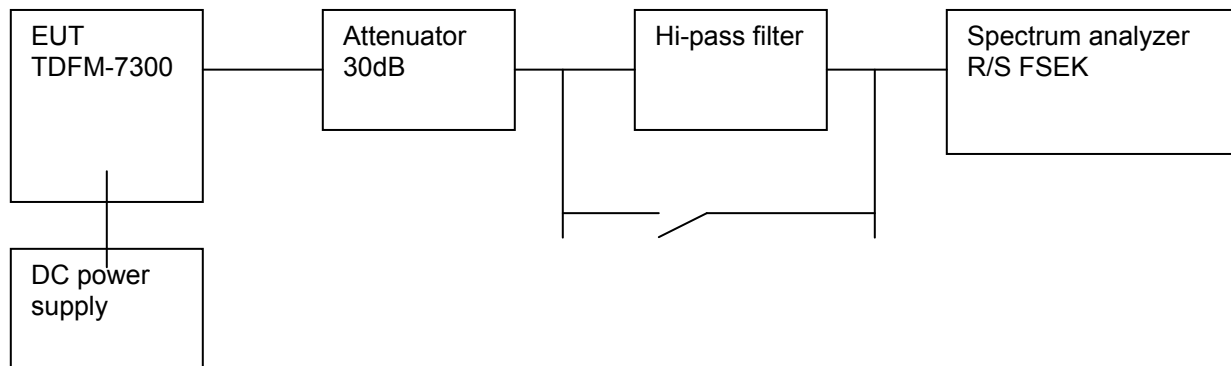 EUT
TDFM-7300
Attenuator
30dB
Hi-pass filter
Spectrum analyzer
R/S FSEK
DC power
supply